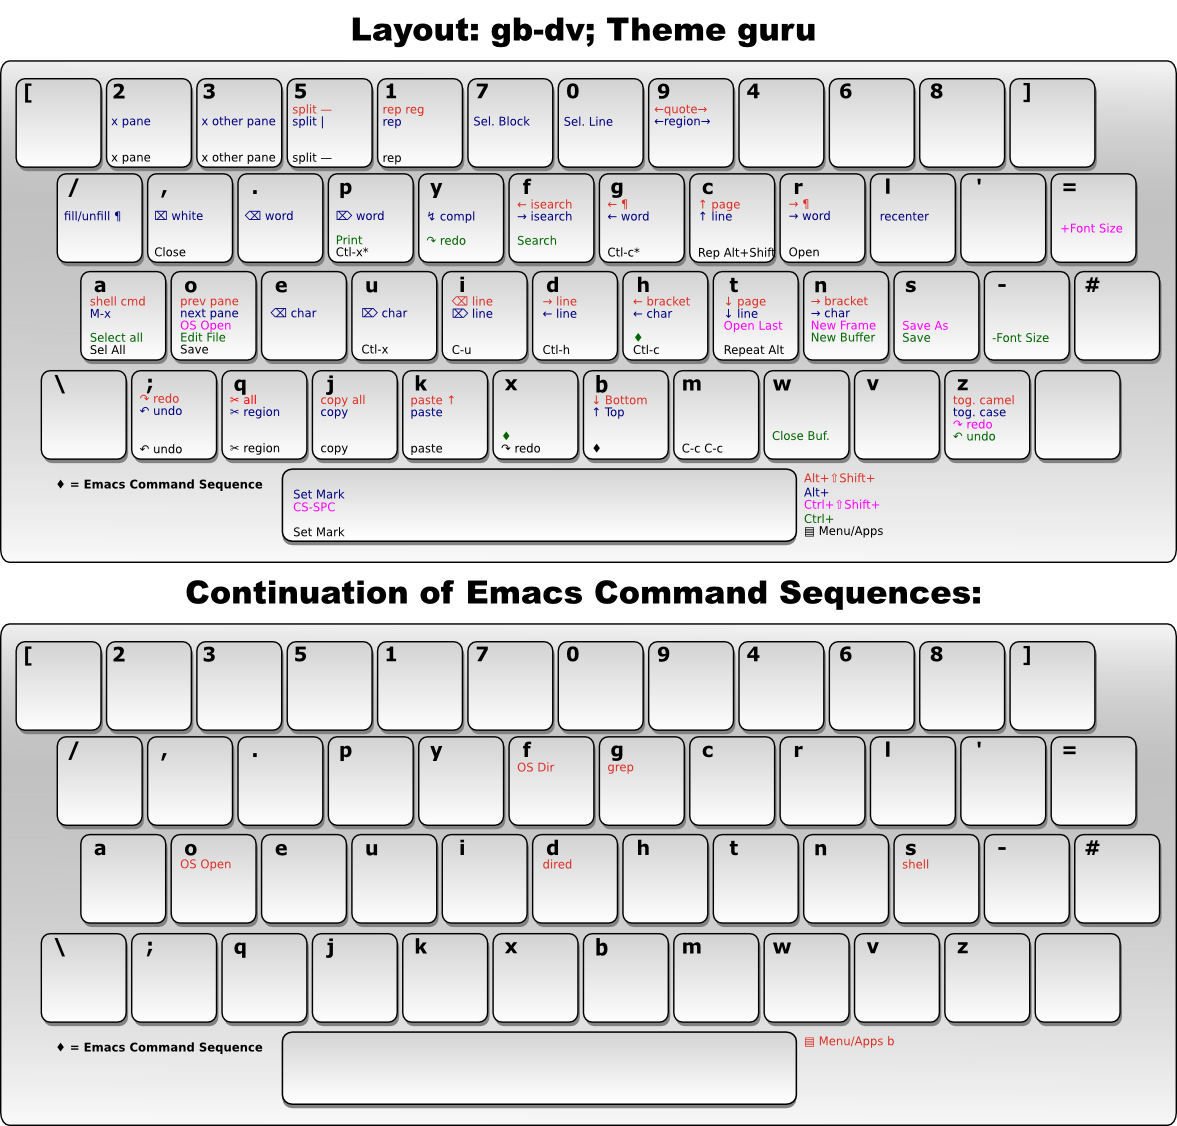 Layout: gb-dv; Theme guru
[ 2 3 5 1 7 0 9 4 6 8 ]
split — rep reg ←quote→
x pane x other pane split | rep Sel. Block Sel. Line ←region→
x pane x other pane split — rep
/ , . p y f g c r l ' =
← isearch ← ¶ ↑ page → ¶
fill/unfill ¶ ⌧ white ⌫ word ⌦ word ↯ compl → isearch ← word ↑ line → word recenter
+Font Size
Print ↷ redo Search
Close Ctl-x* Ctl-c* Rep Alt+Shift Open
a o e u i d h t n s - #
shell cmd prev pane ⌫ line → line ← bracket ↓ page → bracket
M-x next pane ⌫ char ⌦ char ⌦ line ← line ← char ↓ line → char
OS Open Open Last New Frame Save As
Select all Edit File ♦ New Buffer Save -Font Size
Sel All Save Ctl-x C-u Ctl-h Ctl-c Repeat Alt
\ ; q j k x b m w v z
↷ redo ✂ all copy all paste ↑ ↓ Bottom tog. camel
↶ undo ✂ region copy paste ↑ Top tog. case
↷ redo
♦ Close Buf. ↶ undo
↶ undo ✂ region copy paste ↷ redo ♦ C-c C-c
♦ = Emacs Command Sequence
Set Mark
CS-SPC
Set Mark
Alt+⇧Shift+
Alt+
Ctrl+⇧Shift+
Ctrl+
▤ Menu/Apps
Continuation of Emacs Command Sequences:
[ 2 3 5 1 7 0 9 4 6 8 ]
/ , . p y f g c r l ' =
OS Dir grep
a o e u i d h t n s - #
OS Open dired shell
\ ; q j k x b m w v z
♦ = Emacs Command Sequence
▤ Menu/Apps b